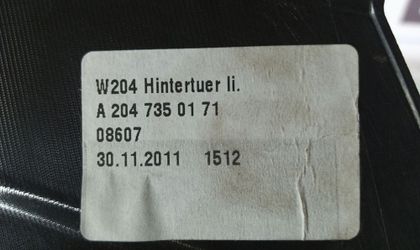 W204 Hintertuer li.
A 204 735 01 71
08607
30.11.2011 1512